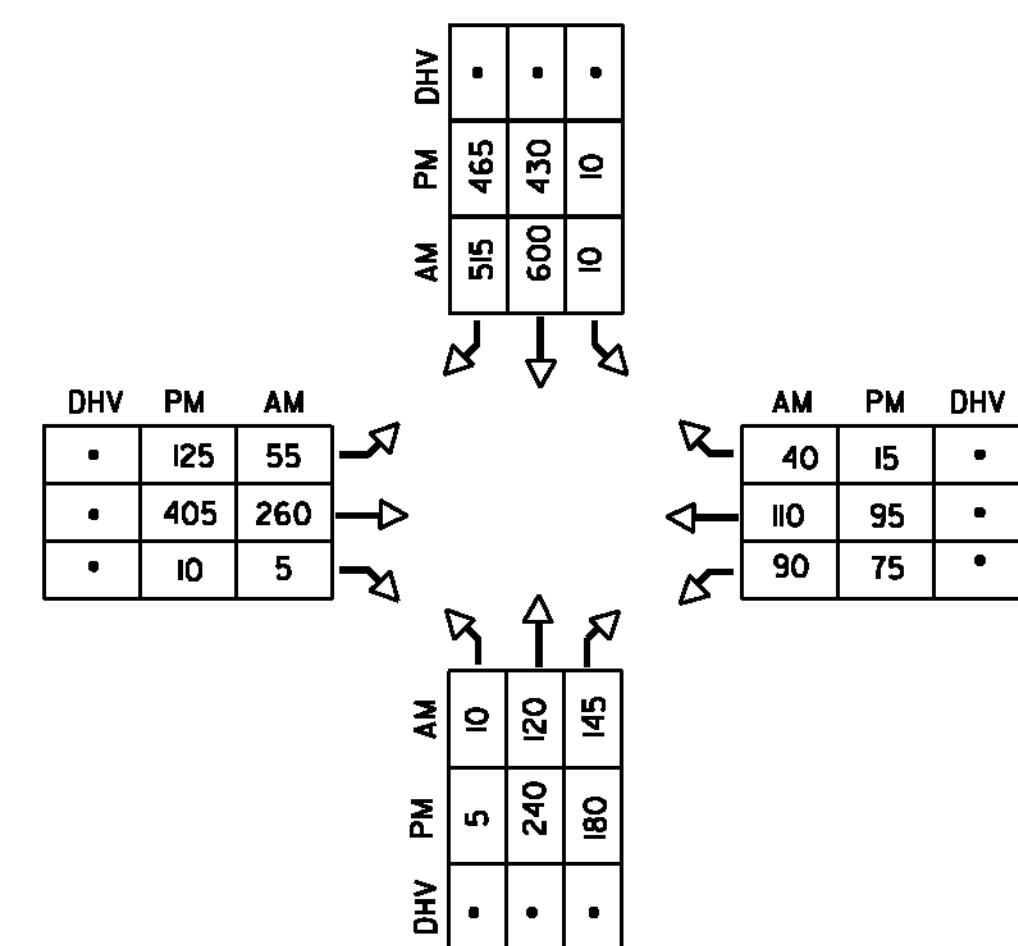 DHV • • •
PM 465 430 10
AM 515 600 10
DHV PM AM
• 125 55
• 405 260
• 10 5
AM PM DHV
40 15 •
110 95 •
90 75 •
AM 10 120 145
PM 5 240 180
DHV • • •